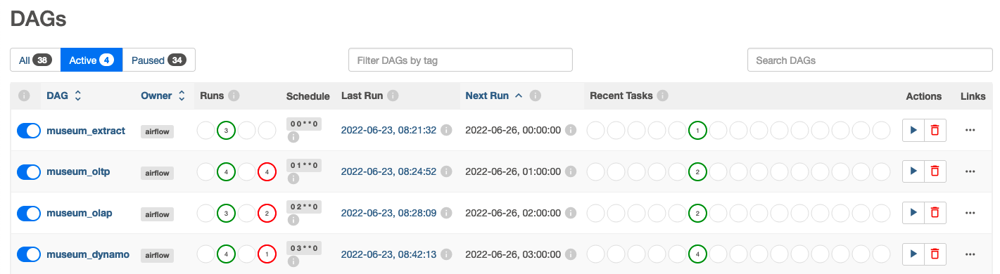 DAGs
All 38 Active 4 Paused 34 Filter DAGs by tag Search DAGs
DAG Owner Runs Schedule Last Run Next Run Recent Tasks Actions Links
museum_extract airflow 3 0 0 * * 0 2022-06-23, 08:21:32 2022-06-26, 00:00:00 1
museum_oltp airflow 4 4 0 1 * * 0 2022-06-23, 08:24:52 2022-06-26, 01:00:00 2
museum_olap airflow 3 2 0 2 * * 0 2022-06-23, 08:28:09 2022-06-26, 02:00:00 2
museum_dynamo airflow 4 1 0 3 * * 0 2022-06-23, 08:42:13 2022-06-26, 03:00:00 4